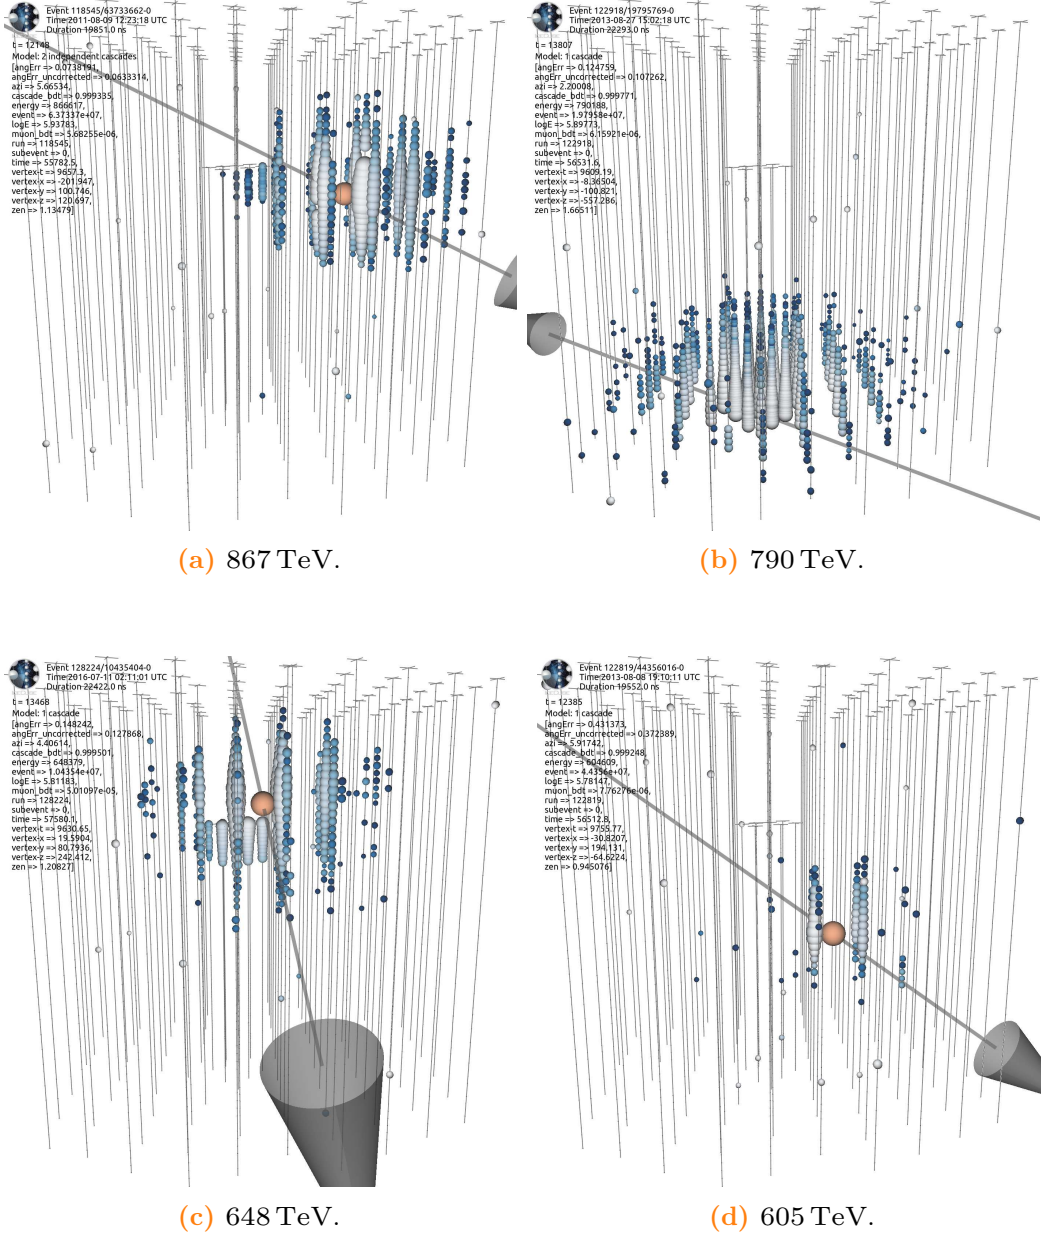 Event 118545/63733662-0
Time 2011-08-09 12:23:18 UTC
Duration 19851.0 ns
t = 12148
Model: 2 independent cascades
[angErr => 0.0738191,
angErr_uncorrected => 0.0633314,
azi => 5.66534,
cascade_bdt => 0.999335,
energy => 866617,
event => 6.37337e+07,
logE => 5.93783,
muon_bdt => 5.68255e-06,
run => 118545,
subevent => 0,
time => 55782.5,
vertex-t => 9657.3,
vertex-x => -201.947,
vertex-y => 100.746,
vertex-z => 120.697,
zen => 1.13479]
(a) 867 TeV.
Event 122918/19795769-0
Time 2013-08-27 15:02:18 UTC
Duration 22293.0 ns
t = 13807
Model: 1 cascade
[angErr => 0.124759,
angErr_uncorrected => 0.107262,
azi => 2.20008,
cascade_bdt => 0.999771,
energy => 790188,
event => 1.97958e+07,
logE => 5.89773,
muon_bdt => 6.15921e-06,
run => 122918,
subevent => 0,
time => 56531.6,
vertex-t => 9609.19,
vertex-x => -8.36504,
vertex-y => -100.821,
vertex-z => -557.286,
zen => 1.66511]
(b) 790 TeV.
Event 128224/10435404-0
Time 2016-07-11 02:11:01 UTC
Duration 22422.0 ns
t = 13468
Model: 1 cascade
[angErr => 0.148242,
angErr_uncorrected => 0.127868,
azi => 4.40614,
cascade_bdt => 0.999501,
energy => 648379,
event => 1.04354e+07,
logE => 5.81183,
muon_bdt => 5.01097e-05,
run => 128224,
subevent => 0,
time => 57580.1,
vertex-t => 9630.65,
vertex-x => 19.5904,
vertex-y => 80.7936,
vertex-z => 242.412,
zen => 1.20827]
(c) 648 TeV.
Event 122819/44356016-0
Time 2013-08-08 19:10:11 UTC
Duration 19552.0 ns
t = 12385
Model: 1 cascade
[angErr => 0.431373,
angErr_uncorrected => 0.372389,
azi => 5.91742,
cascade_bdt => 0.999248,
energy => 604609,
event => 4.4356e+07,
logE => 5.78147,
muon_bdt => 7.76276e-06,
run => 122819,
subevent => 0,
time => 56512.8,
vertex-t => 9755.77,
vertex-x => -30.8207,
vertex-y => 194.131,
vertex-z => -64.6224,
zen => 0.945076]
(d) 605 TeV.